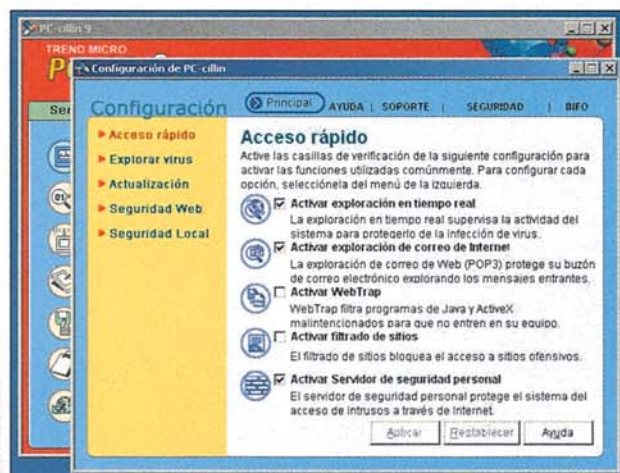 PC-cillin 9
TREND MICRO
Configuración de PC-cillin
Configuración
Principal AYUDA | SOPORTE | SEGURIDAD | BIFO
Acceso rápido
Explorar virus
Actualización
Seguridad Web
Seguridad Local
Acceso rápido
Active las casillas de verificación de la siguiente configuración para
activar las funciones utilizadas comúnmente. Para configurar cada
opción, selecciónela del menú de la izquierda.
Activar exploración en tiempo real
La exploración en tiempo real supervisa la actividad del
sistema para protegerlo de la infección de virus.
Activar exploración de correo de Internet
La exploración de correo de Web (POP3) protege su buzón
de correo electrónico explorando los mensajes entrantes.
Activar WebTrap
WebTrap filtra programas de Java y ActiveX
malintencionados para que no entren en su equipo.
Activar filtrado de sitios
El filtrado de sitios bloquea el acceso a sitios ofensivos.
Activar Servidor de seguridad personal
El servidor de seguridad personal protege el sistema del
acceso de intrusos a través de Internet.
Aplicar Restablecer Ayuda